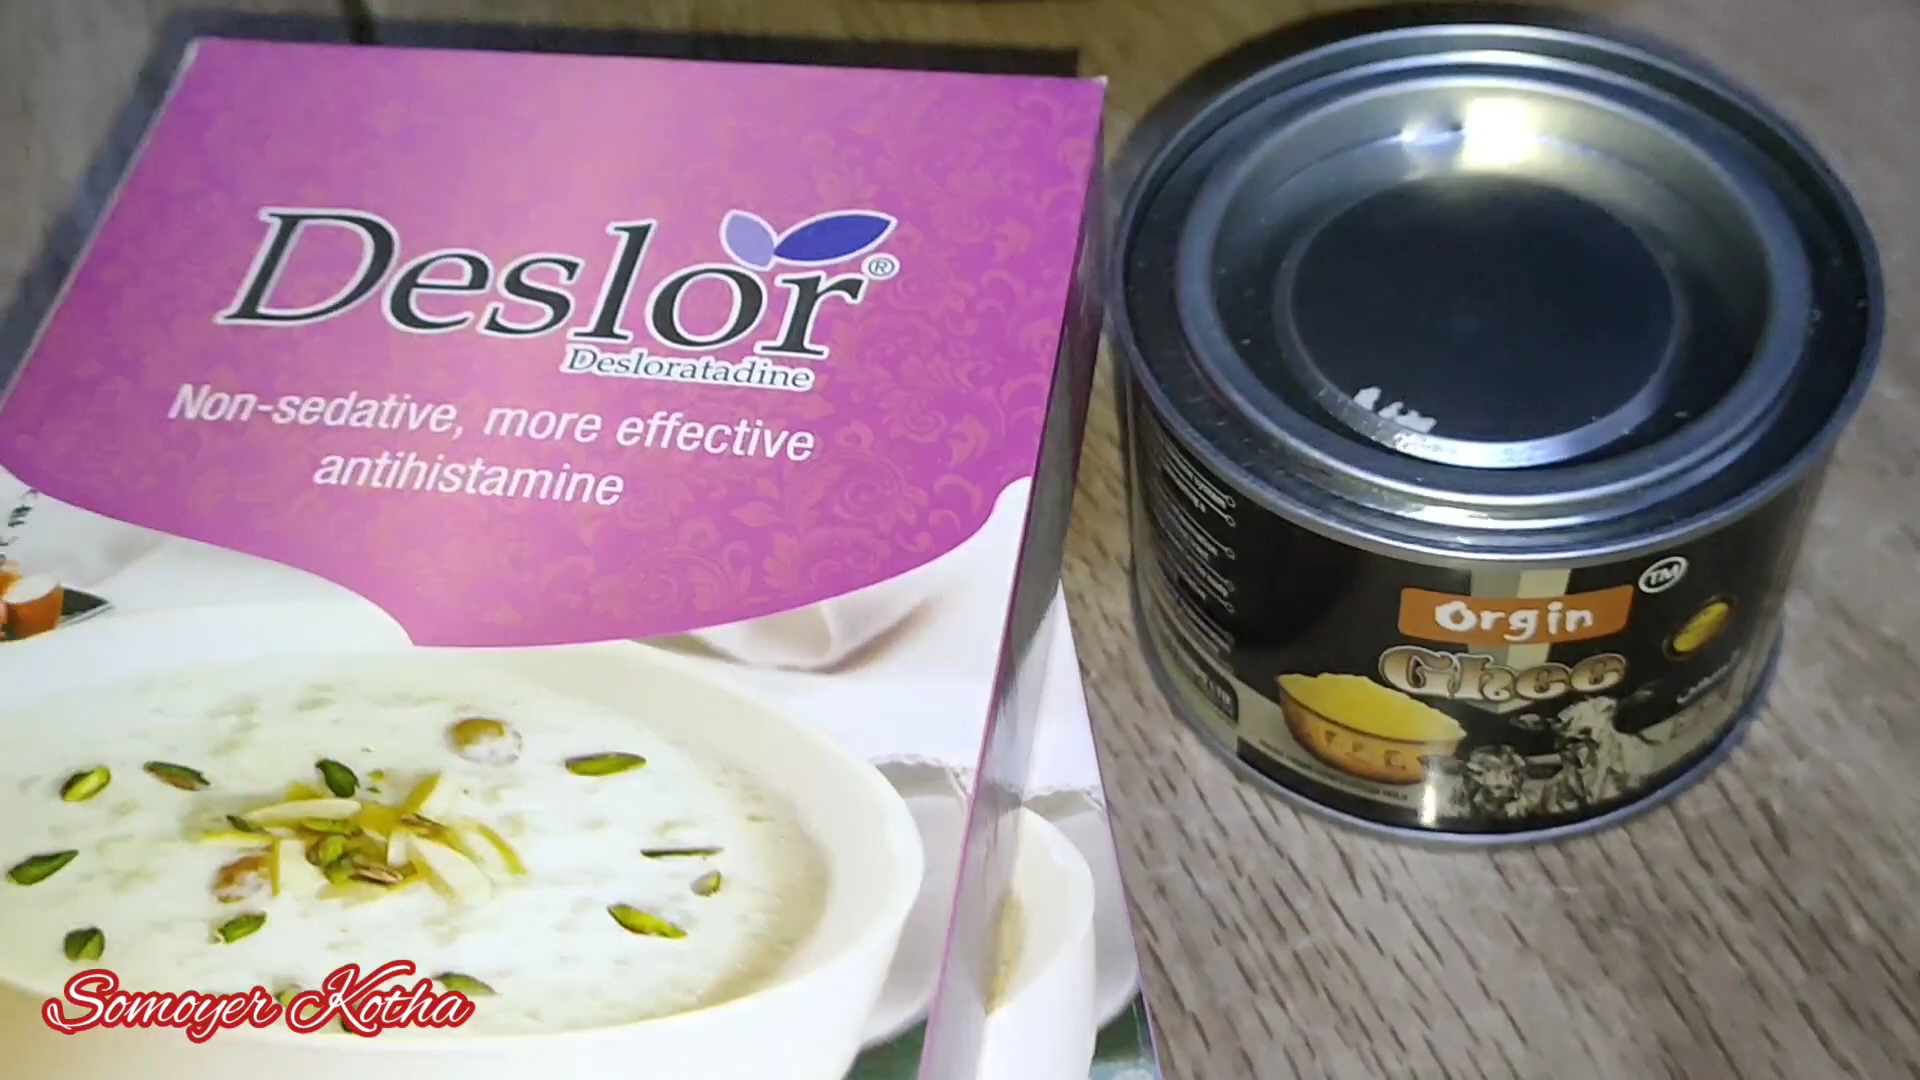 Deslor®
Desloratadine
Non-sedative, more effective
antihistamine
Orgin TM
Ghee
Somoyer Kotha